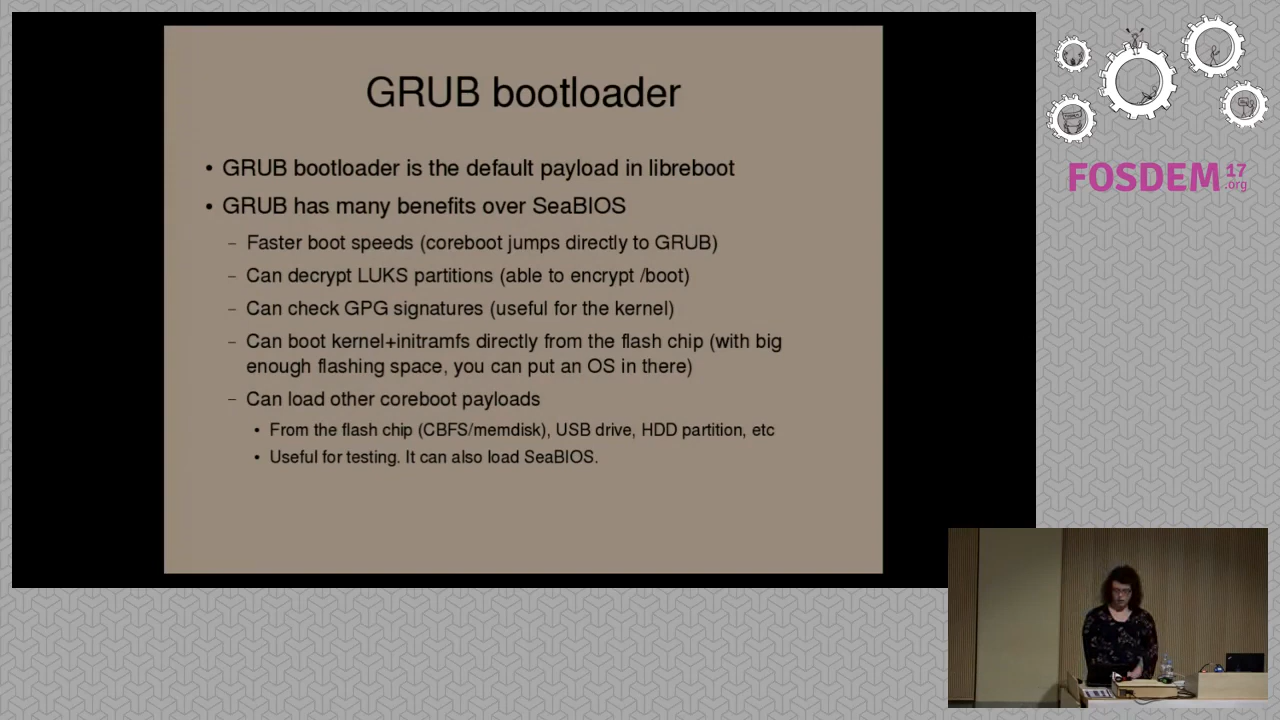 GRUB bootloader
• GRUB bootloader is the default payload in libreboot
• GRUB has many benefits over SeaBIOS
– Faster boot speeds (coreboot jumps directly to GRUB)
– Can decrypt LUKS partitions (able to encrypt /boot)
– Can check GPG signatures (useful for the kernel)
– Can boot kernel+initramfs directly from the flash chip (with big
enough flashing space, you can put an OS in there)
– Can load other coreboot payloads
• From the flash chip (CBFS/memdisk), USB drive, HDD partition, etc
• Useful for testing. It can also load SeaBIOS.
FOSDEM 17
.org